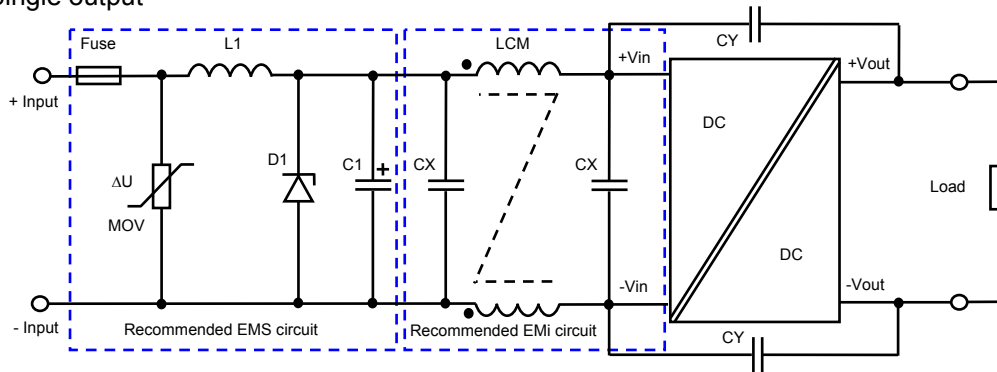 single output
Fuse
L1
LCM
CY
+Vin
+Vout
+ Input
DC
ΔU
MOV
D1
C1
+
CX
CX
Load
DC
-Vin
-Vout
- Input
Recommended EMS circuit
Recommended EMi circuit
CY